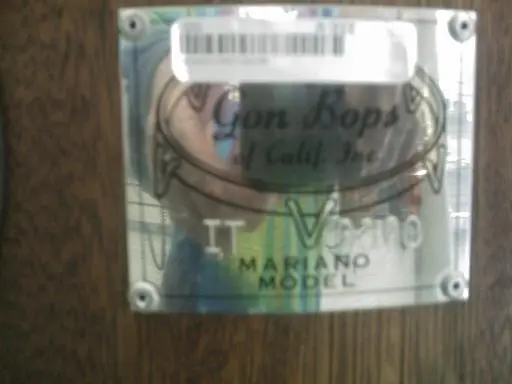 Gon Bops
of Calif. Inc.
MARIANO
MODEL